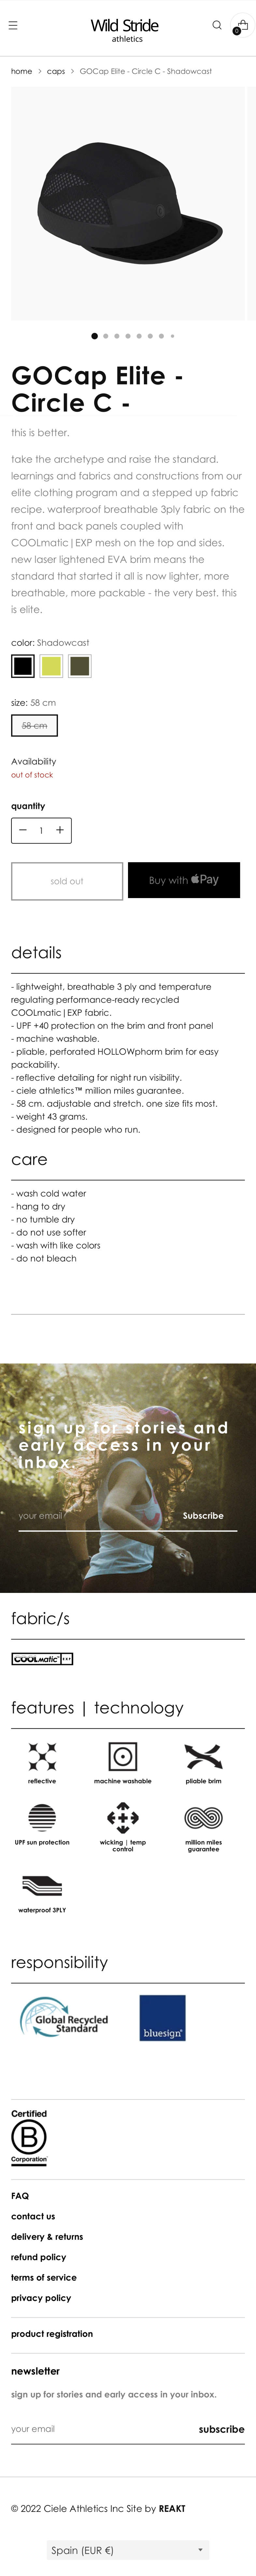 Wild Stride
athletics
0
home > caps > GOCap Elite - Circle C - Shadowcast
GOCap Elite -
Circle C -
this is better.
take the archetype and raise the standard.
learnings and fabrics and constructions from our
elite clothing program and a stepped up fabric
recipe. waterproof breathable 3ply fabric on the
front and back panels coupled with
COOLmatic|EXP mesh on the top and sides.
new laser lightened EVA brim means the
standard that started it all is now lighter, more
breathable, more packable - the very best. this
is elite.
color: Shadowcast
size: 58 cm
58 cm
Availability
out of stock
quantity
1
sold out
Buy with Pay
details
- lightweight, breathable 3 ply and temperature
regulating performance-ready recycled
COOLmatic|EXP fabric.
- UPF +40 protection on the brim and front panel
- machine washable.
- pliable, perforated HOLLOWphorm brim for easy
packability.
- reflective detailing for night run visibility.
- ciele athletics™ million miles guarantee.
- 58 cm. adjustable and stretch. one size fits most.
- weight 43 grams.
- designed for people who run.
care
- wash cold water
- hang to dry
- no tumble dry
- do not use softer
- wash with like colors
- do not bleach
sign up for stories and
early access in your
inbox.
your email
Subscribe
fabric/s
COOLmatic
features | technology
reflective
machine washable
pliable brim
UPF sun protection
wicking | temp
control
million miles
guarantee
waterproof 3PLY
responsibility
Global Recycled
Standard
bluesign®
Certified
B
Corporation
FAQ
contact us
delivery & returns
refund policy
terms of service
privacy policy
product registration
newsletter
sign up for stories and early access in your inbox.
your email
subscribe
© 2022 Ciele Athletics Inc Site by REAKT
Spain (EUR €)